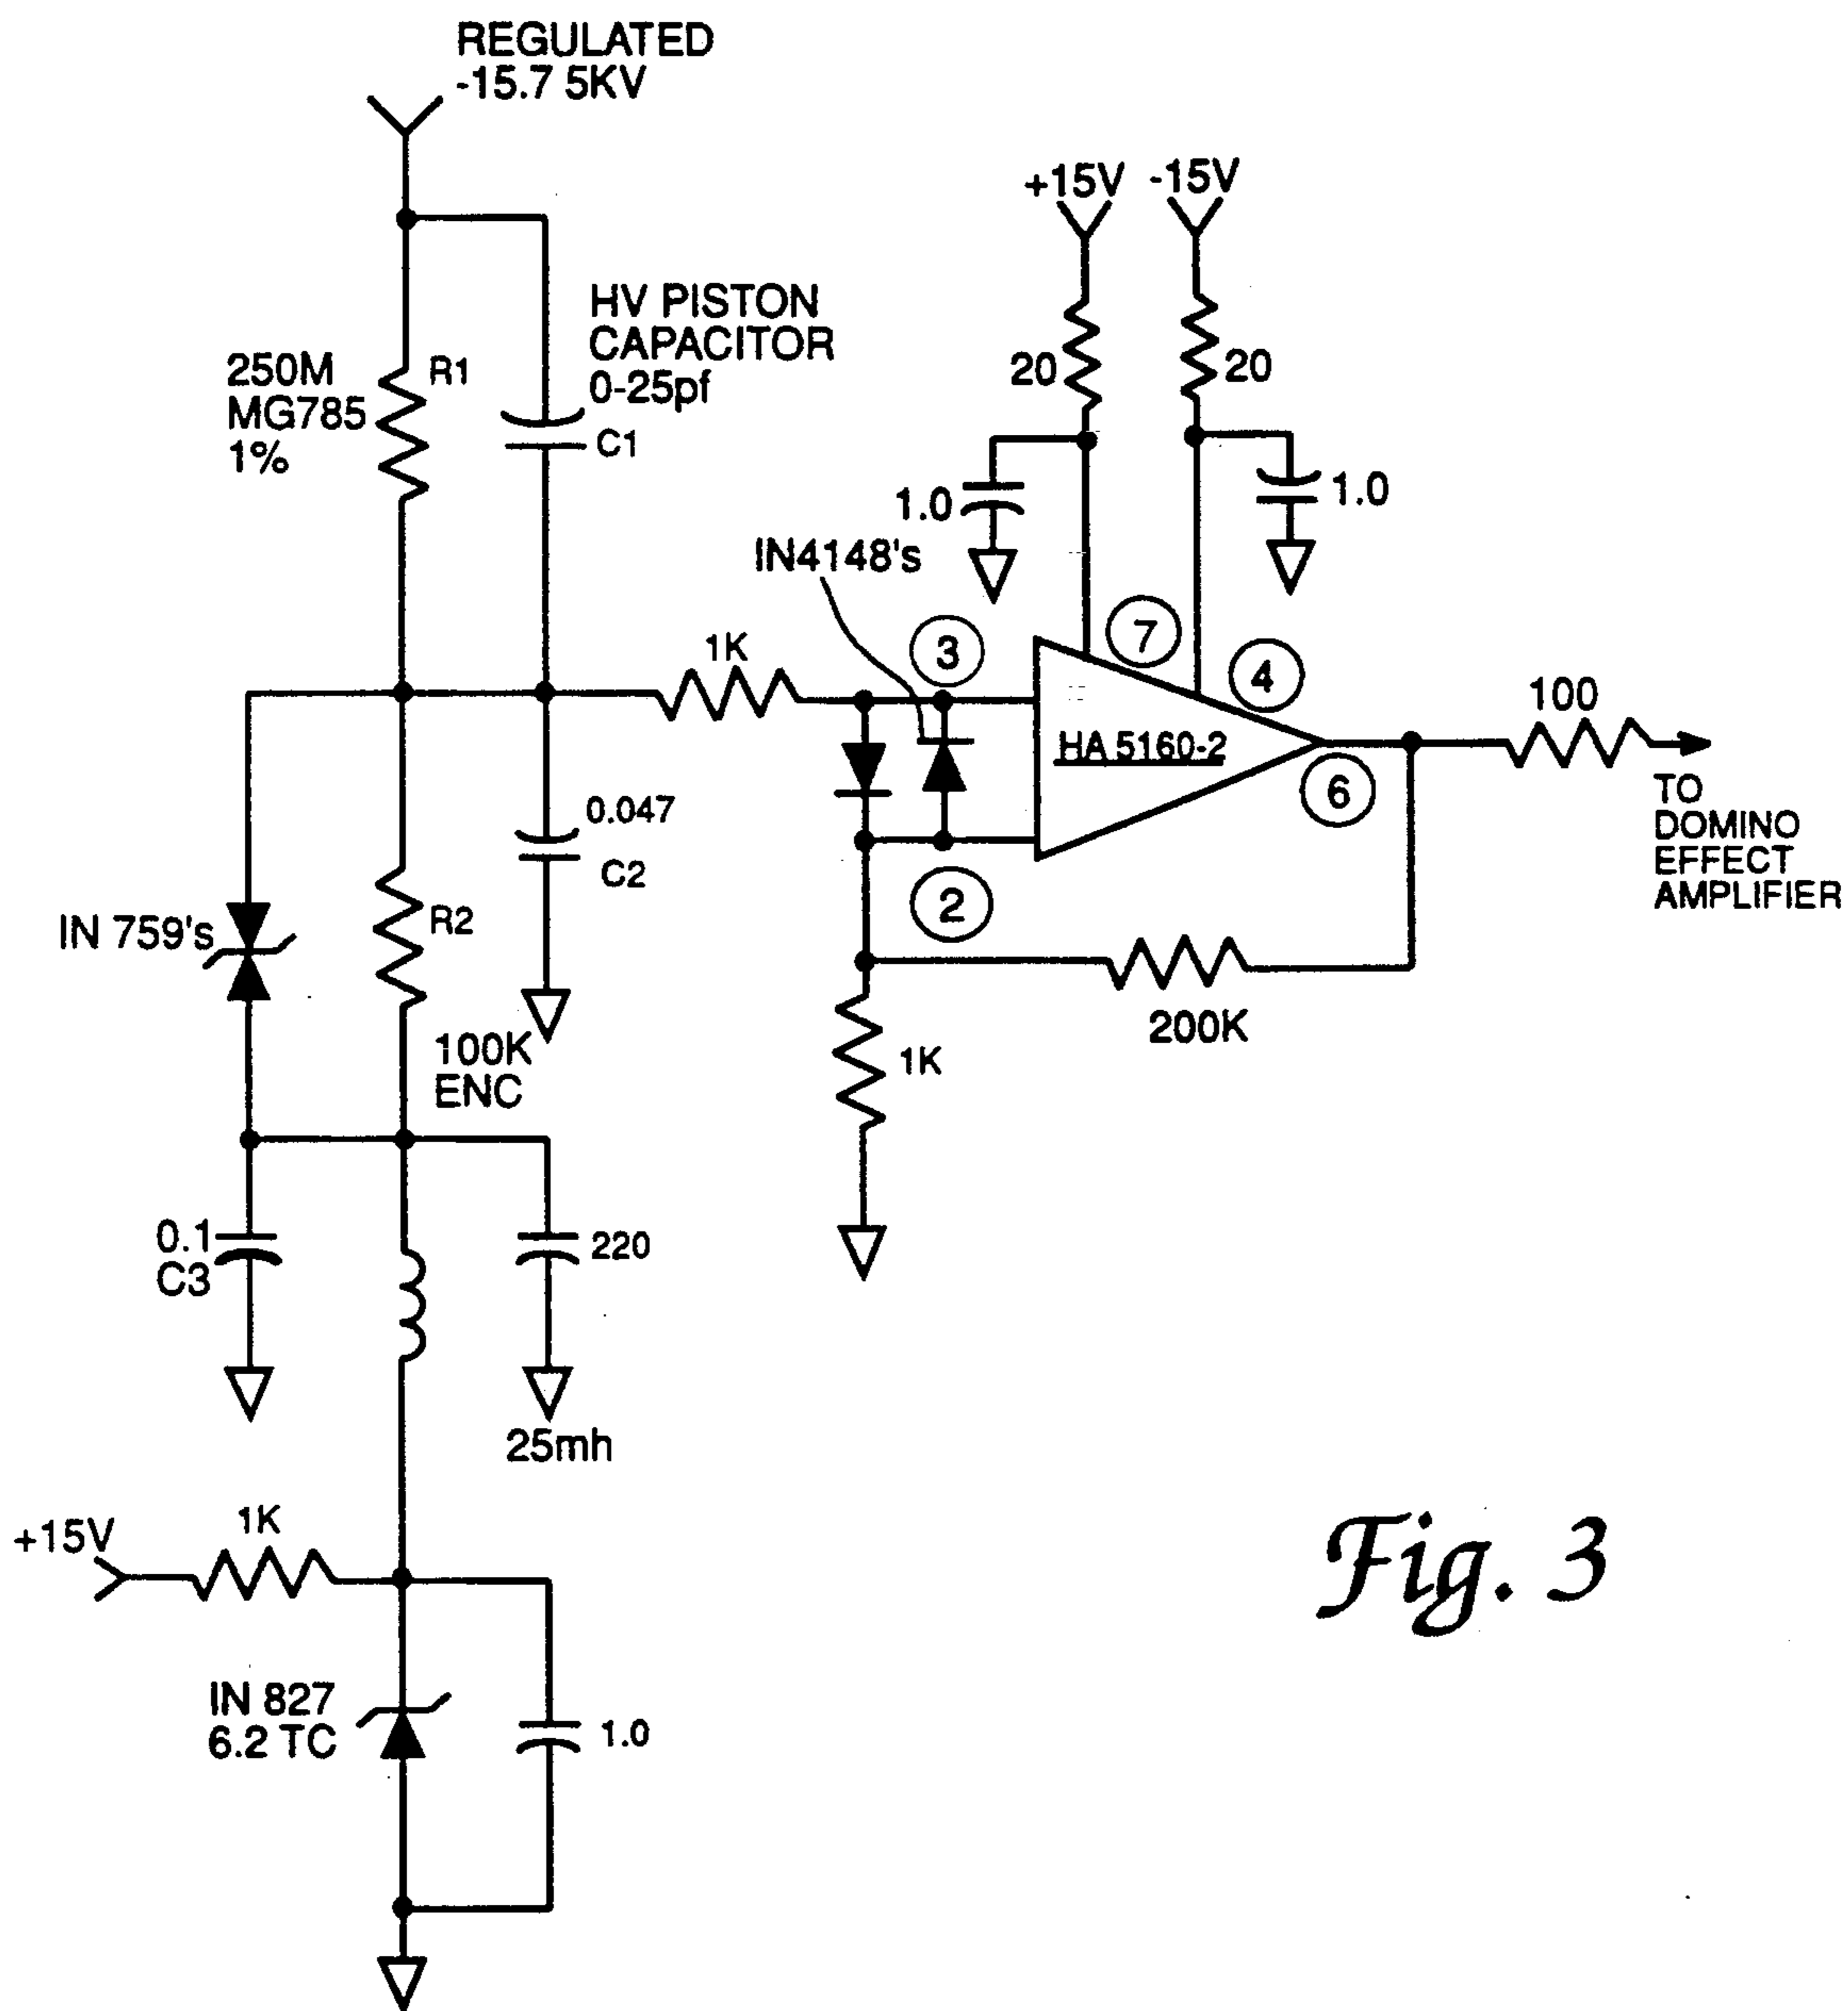 REGULATED
-15.7 5KV
+15V
-15V
HV PISTON
CAPACITOR
0-25pf
250M
MG785
1%
R1
C1
20
20
1.0
1.0
IN4148's
1K
3
7
4
HA 5160-2
6
100
TO
DOMINO
EFFECT
AMPLIFIER
0.047
C2
2
IN 759's
R2
200K
100K
ENC
1K
0.1
C3
220
25mh
+15V
1K
IN 827
6.2 TC
1.0
Fig. 3